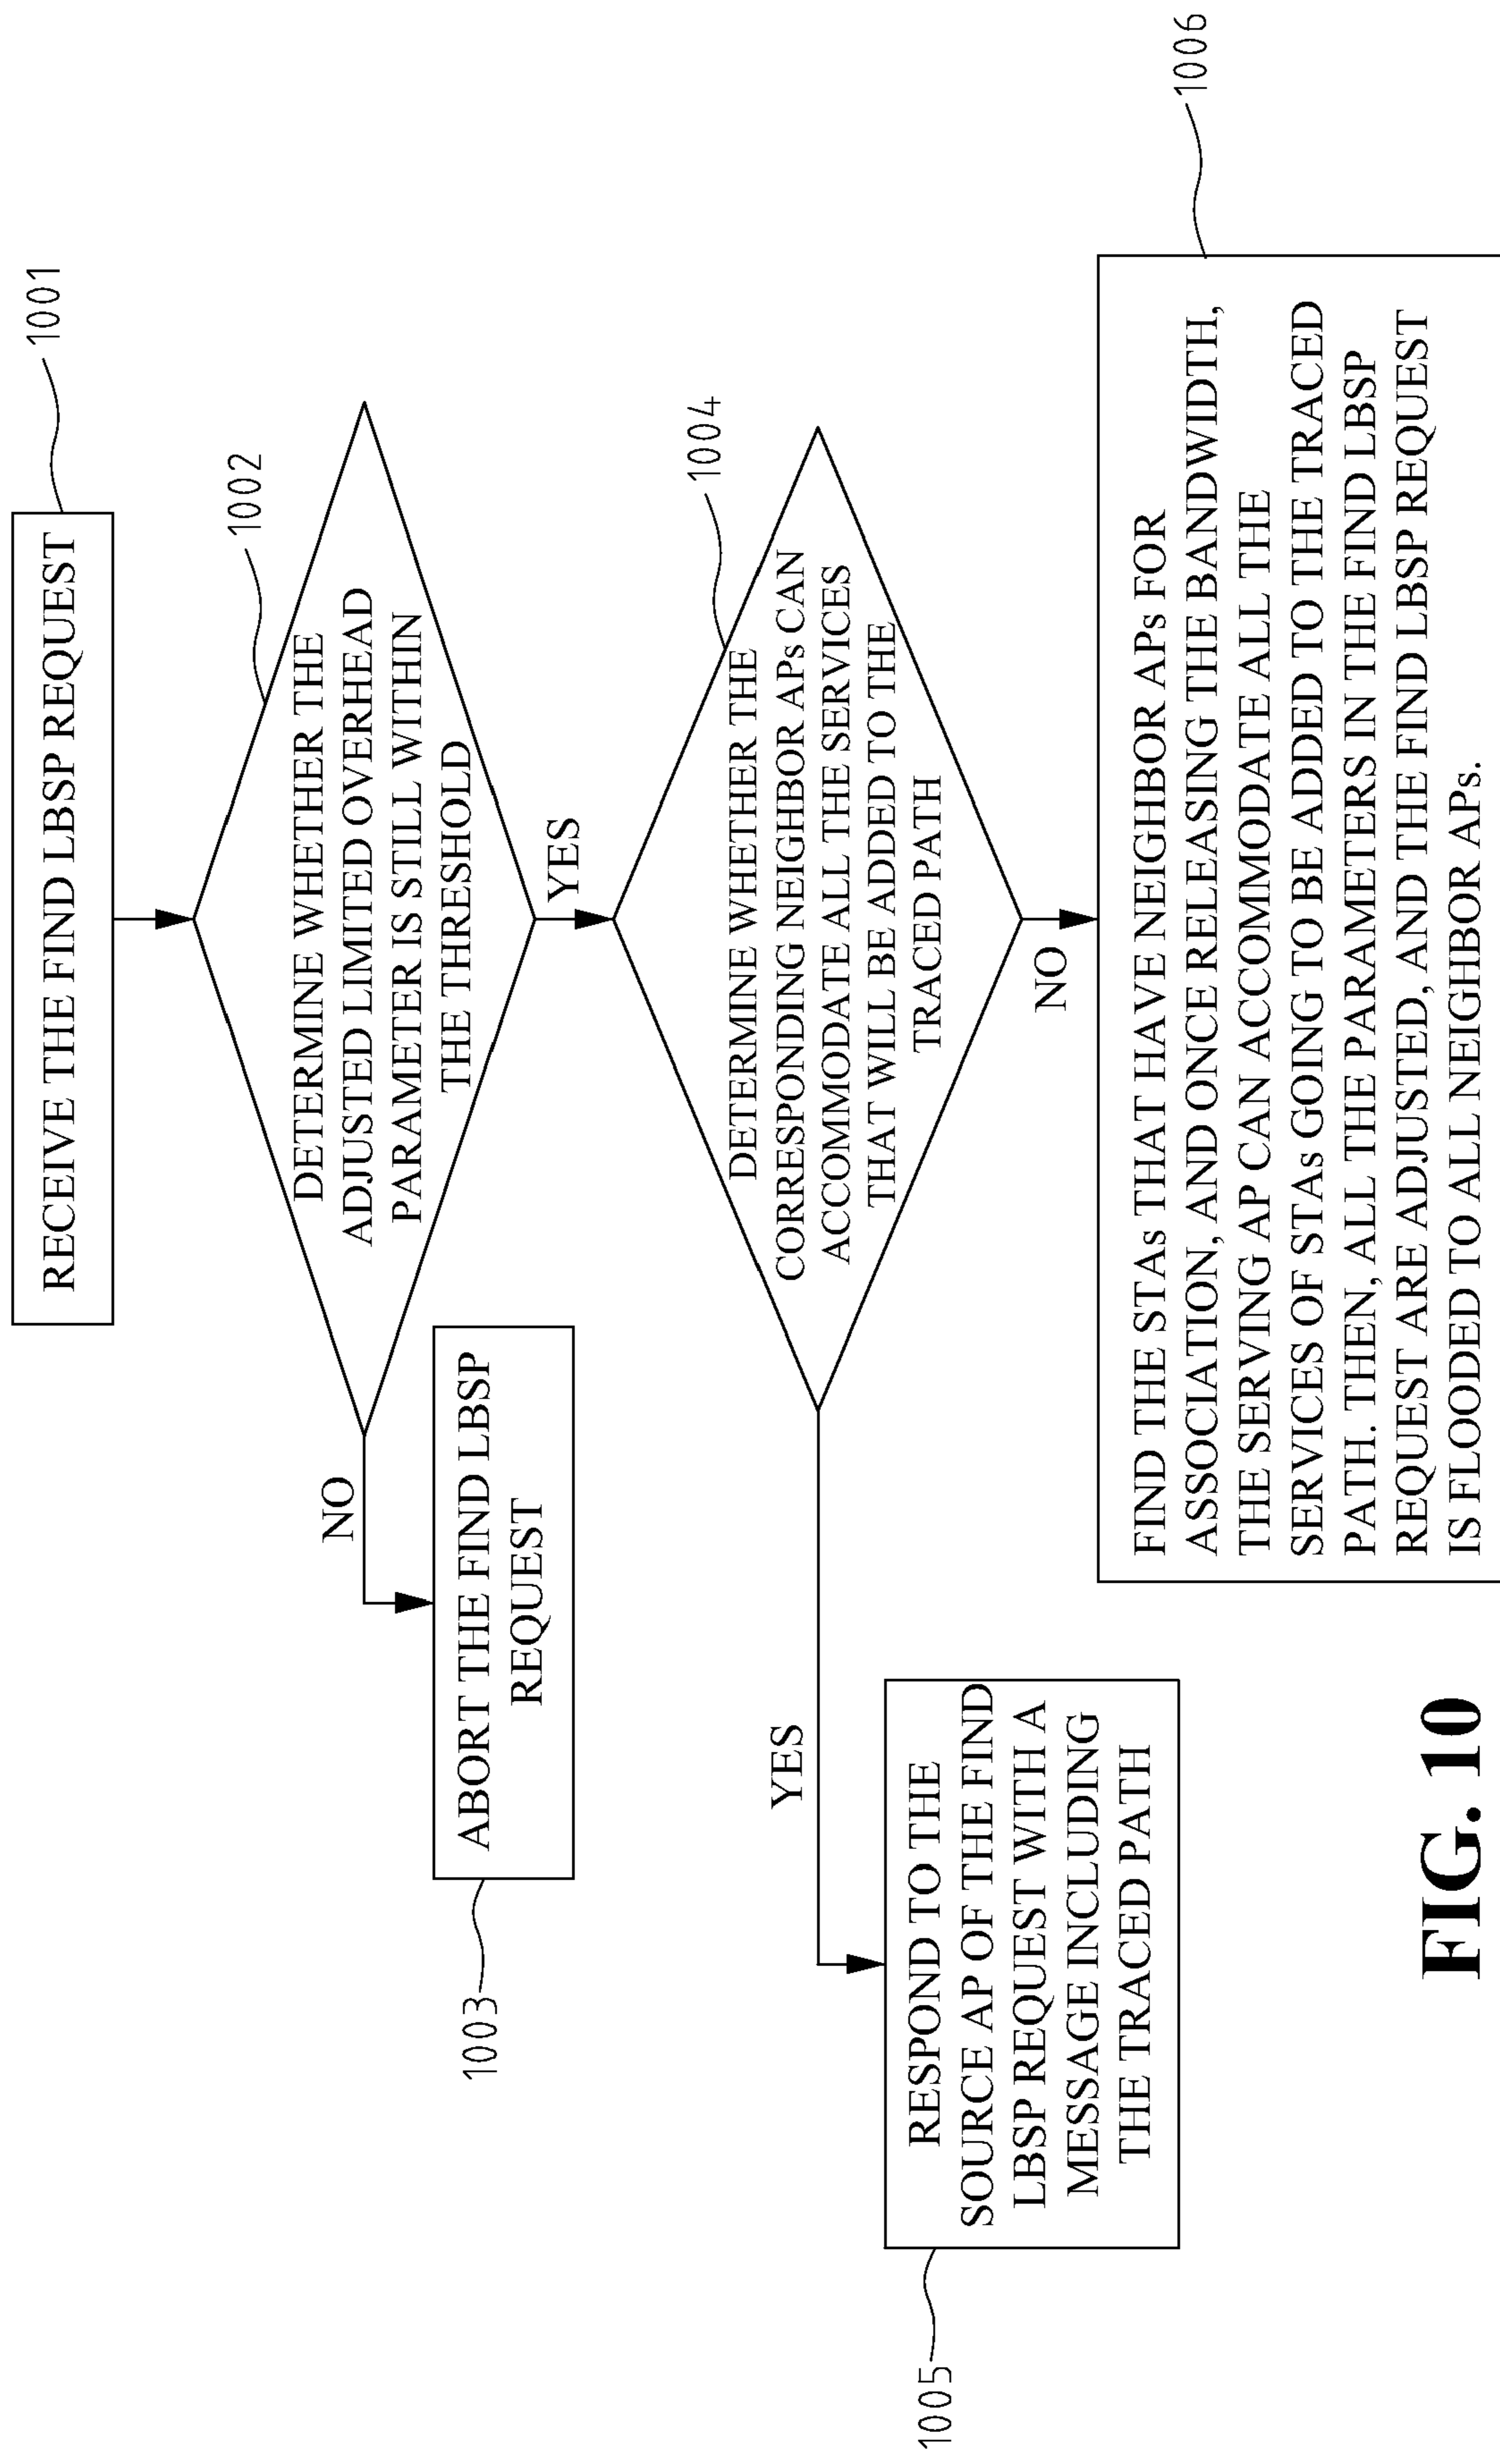 1001
RECEIVE THE FIND LBSP REQUEST
1002
DETERMINE WHETHER THE
ADJUSTED LIMITED OVERHEAD
PARAMETER IS STILL WITHIN
THE THRESHOLD
NO
YES
ABORT THE FIND LBSP
REQUEST
1003
1004
DETERMINE WHETHER THE
CORRESPONDING NEIGHBOR APs CAN
ACCOMMODATE ALL THE SERVICES
THAT WILL BE ADDED TO THE
TRACED PATH
YES
NO
RESPOND TO THE
SOURCE AP OF THE FIND
LBSP REQUEST WITH A
MESSAGE INCLUDING
THE TRACED PATH
1005
1006
FIND THE STAs THAT HAVE NEIGHBOR APs FOR
ASSOCIATION, AND ONCE RELEASING THE BANDWIDTH,
THE SERVING AP CAN ACCOMMODATE ALL THE
SERVICES OF STAs GOING TO BE ADDED TO THE TRACED
PATH. THEN, ALL THE PARAMETERS IN THE FIND LBSP
REQUEST ARE ADJUSTED, AND THE FIND LBSP REQUEST
IS FLOODED TO ALL NEIGHBOR APs.
FIG. 10